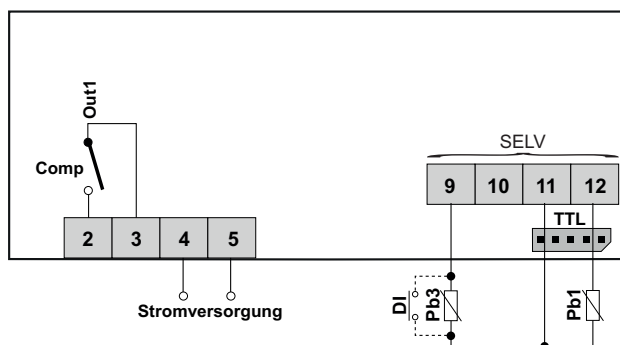 Out1
Comp
SELV
9 10 11 12
TTL
2 3 4 5
Stromversorgung
DI
Pb3
Pb1